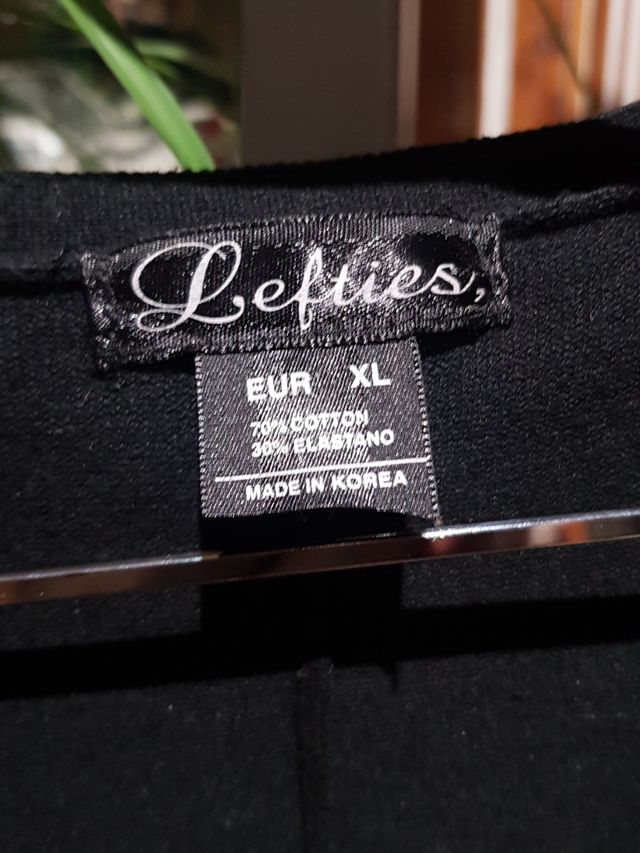 Lefties,
EUR XL
70% COTTON
30% ELASTANO
MADE IN KOREA